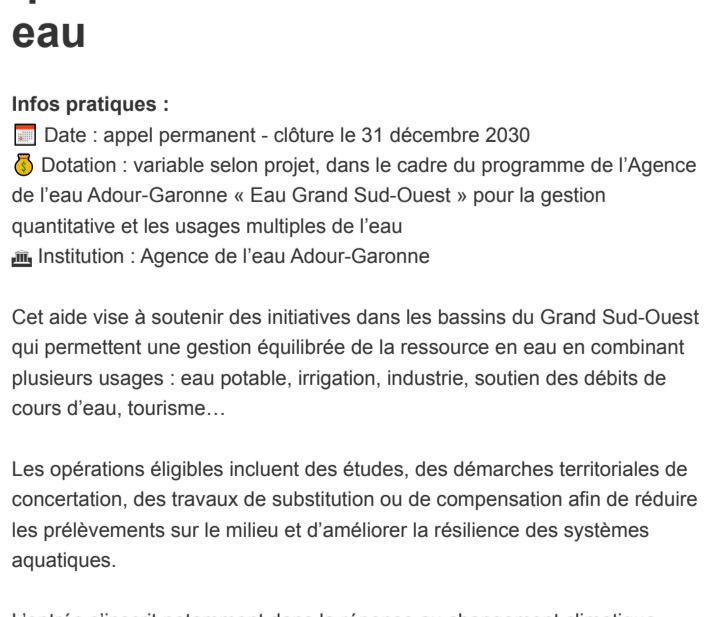 eau
Infos pratiques :
Date : appel permanent - clôture le 31 décembre 2030
Dotation : variable selon projet, dans le cadre du programme de l’Agence
de l’eau Adour-Garonne « Eau Grand Sud-Ouest » pour la gestion
quantitative et les usages multiples de l’eau
Institution : Agence de l’eau Adour-Garonne
Cet aide vise à soutenir des initiatives dans les bassins du Grand Sud-Ouest
qui permettent une gestion équilibrée de la ressource en eau en combinant
plusieurs usages : eau potable, irrigation, industrie, soutien des débits de
cours d’eau, tourisme…
Les opérations éligibles incluent des études, des démarches territoriales de
concertation, des travaux de substitution ou de compensation afin de réduire
les prélèvements sur le milieu et d’améliorer la résilience des systèmes
aquatiques.